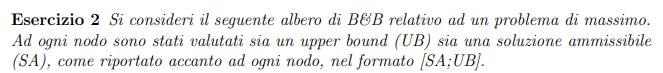 Esercizio 2 Si consideri il seguente albero di B&B relativo ad un problema di massimo.
Ad ogni nodo sono stati valutati sia un upper bound (UB) sia una soluzione ammissibile
(SA), come riportato accanto ad ogni nodo, nel formato [SA;UB].